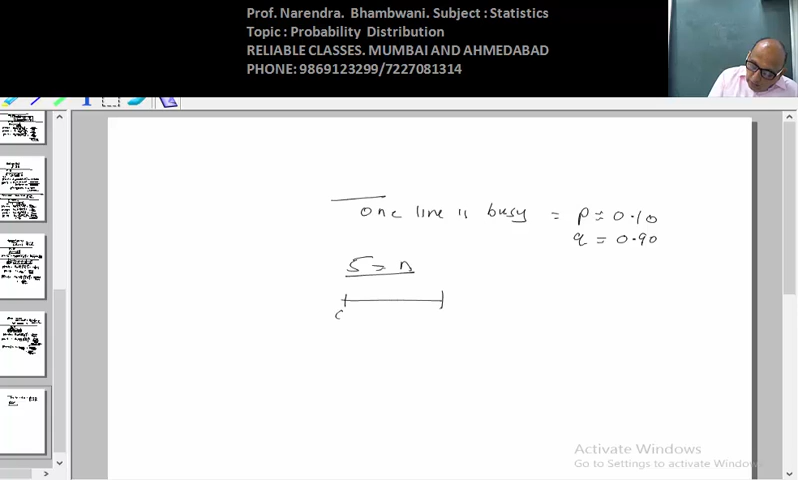 Prof. Narendra. Bhambwani. Subject : Statistics
Topic : Probability Distribution
RELIABLE CLASSES. MUMBAI AND AHMEDABAD
PHONE: 9869123299/7227081314
one line is busy = p = 0.10
q = 0.90
5 = n
Activate Windows
Go to Settings to activate Windows.